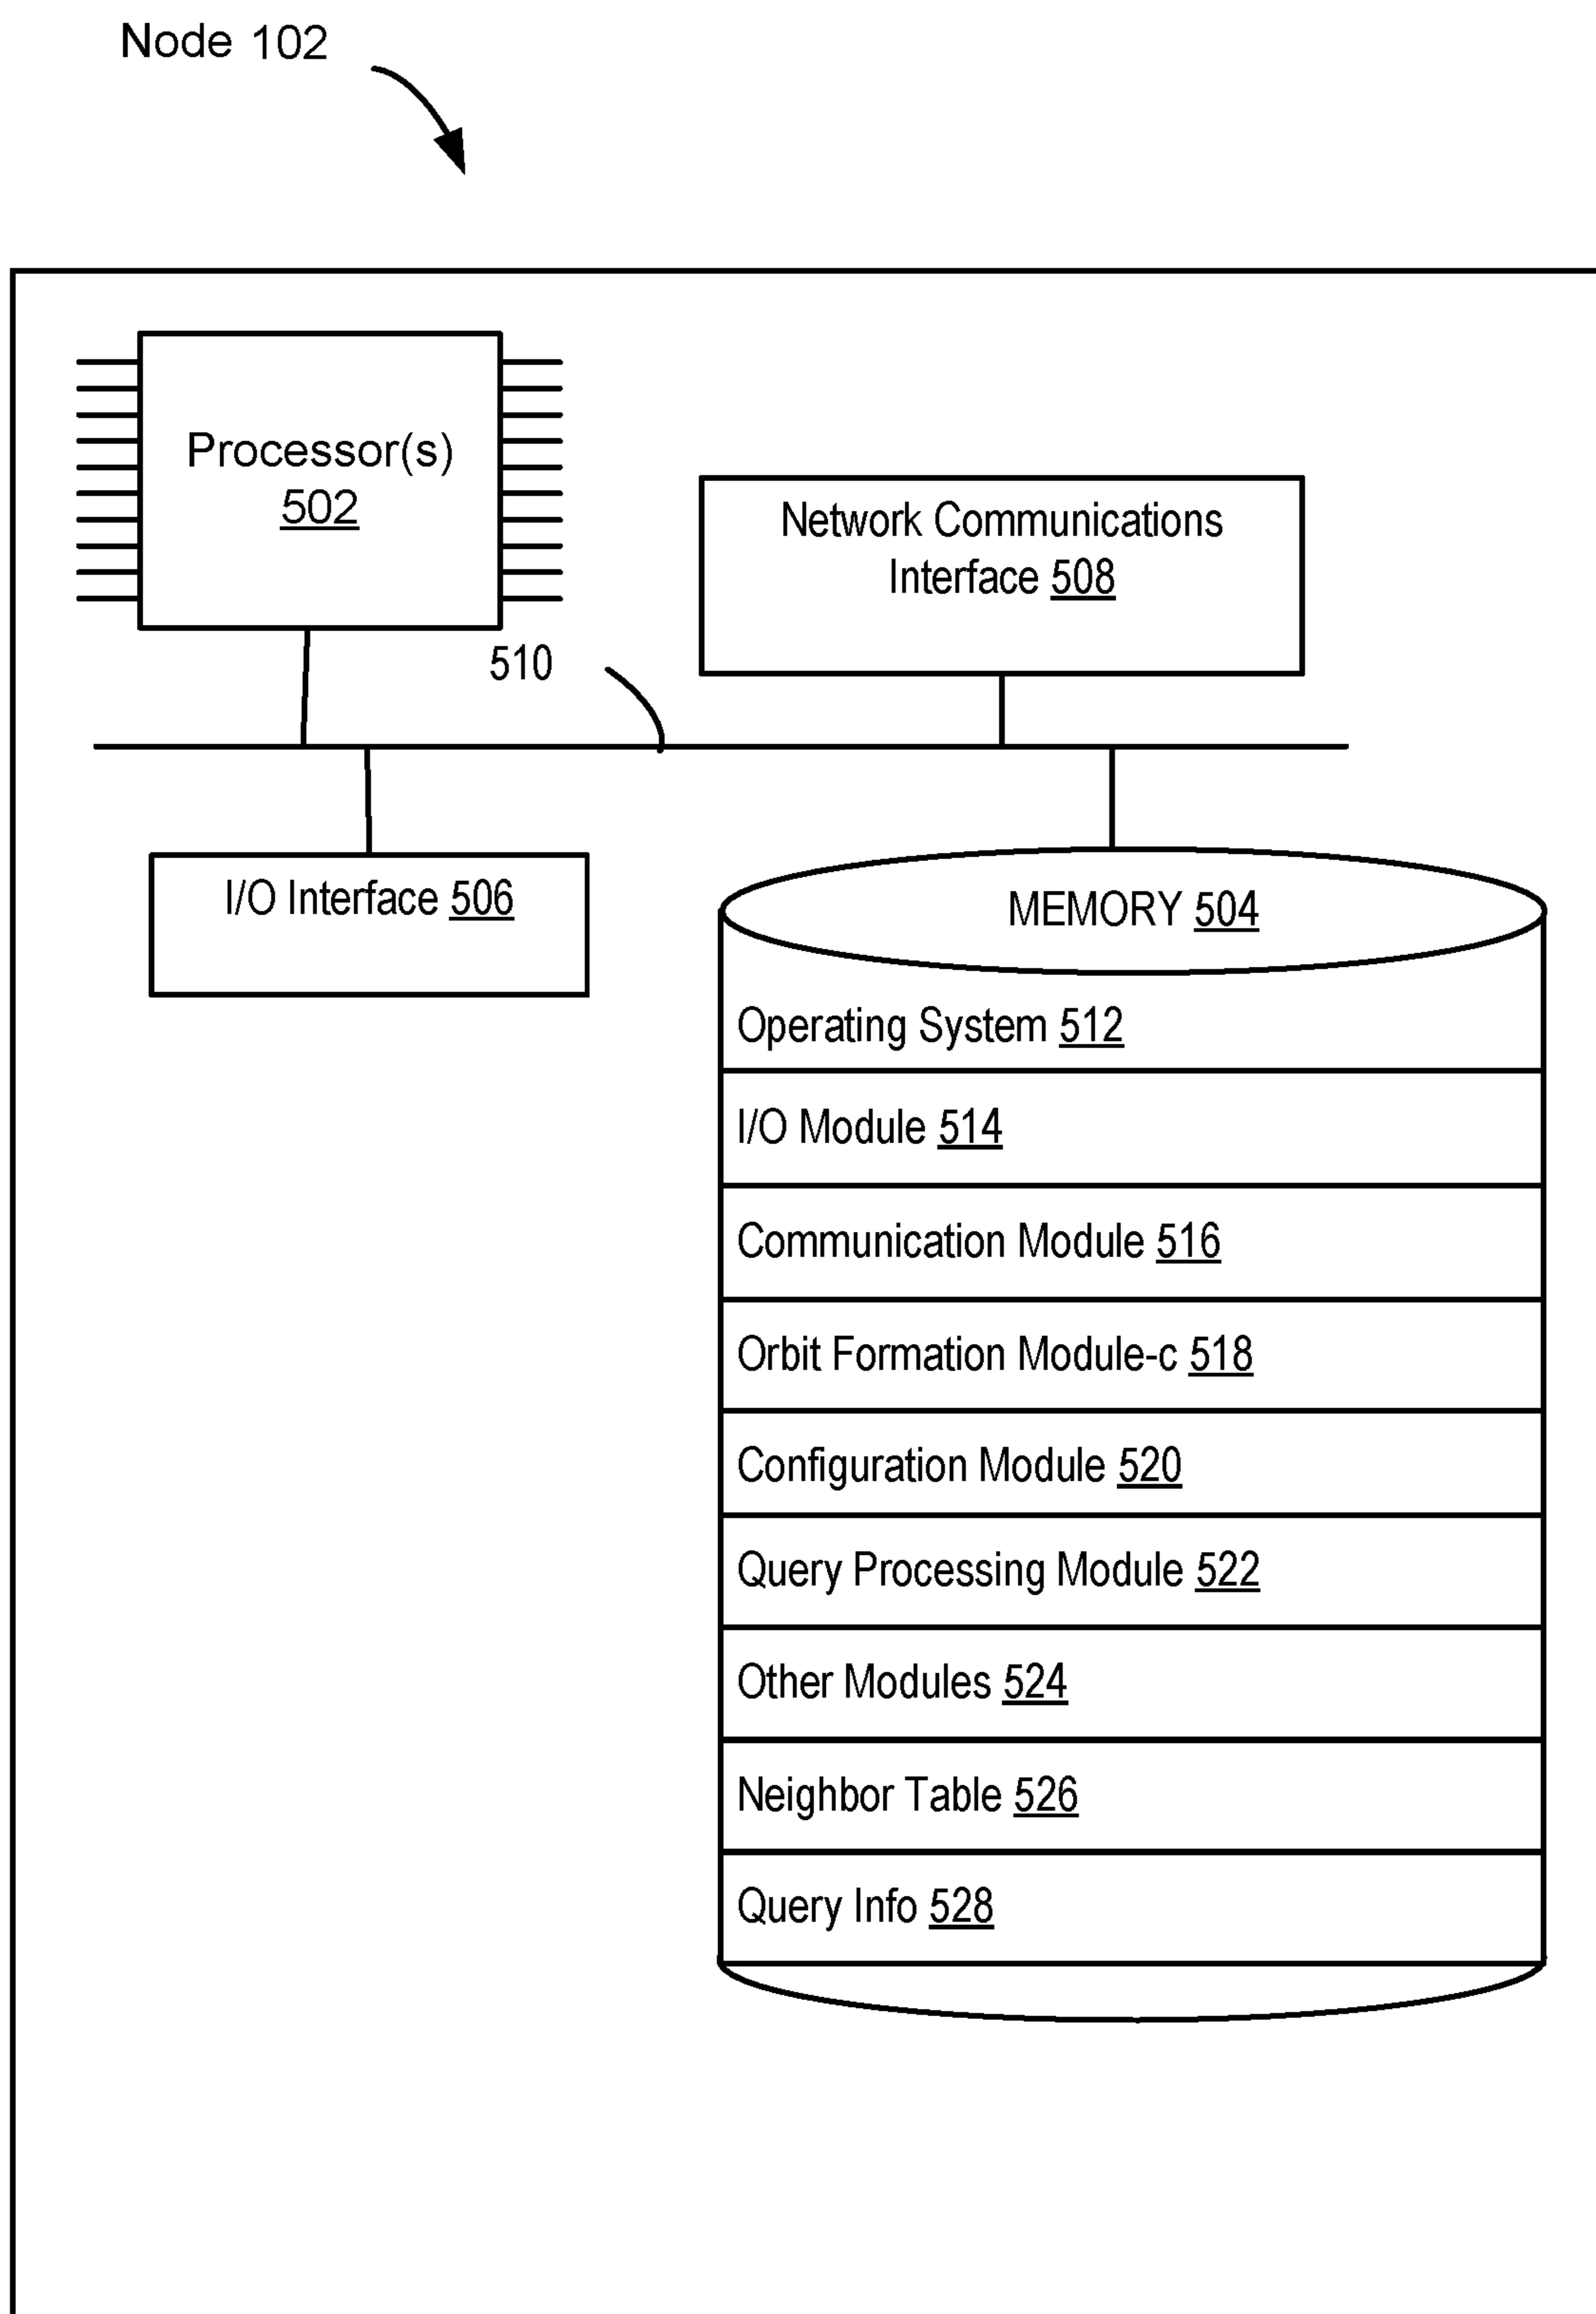 Node 102
Processor(s)
502
Network Communications
Interface 508
510
I/O Interface 506
MEMORY 504
Operating System 512
I/O Module 514
Communication Module 516
Orbit Formation Module-c 518
Configuration Module 520
Query Processing Module 522
Other Modules 524
Neighbor Table 526
Query Info 528